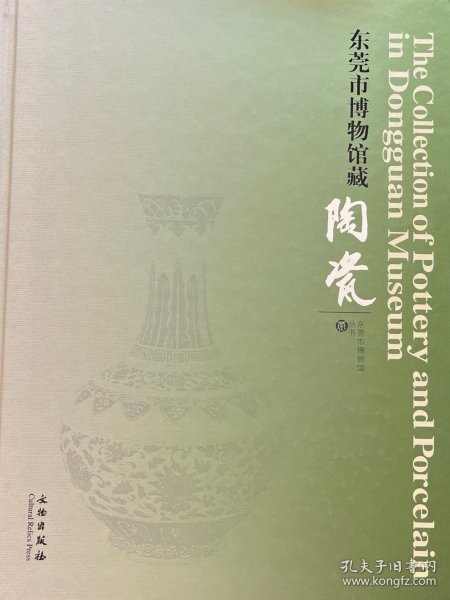 The Collection of Pottery and Porcelain
in Dongguan Museum
东莞市博物馆藏
陶瓷
东莞市博物馆
丛书
贰
文物出版社
Cultural Relics Press
孔夫子旧书网
www.kongfz.com